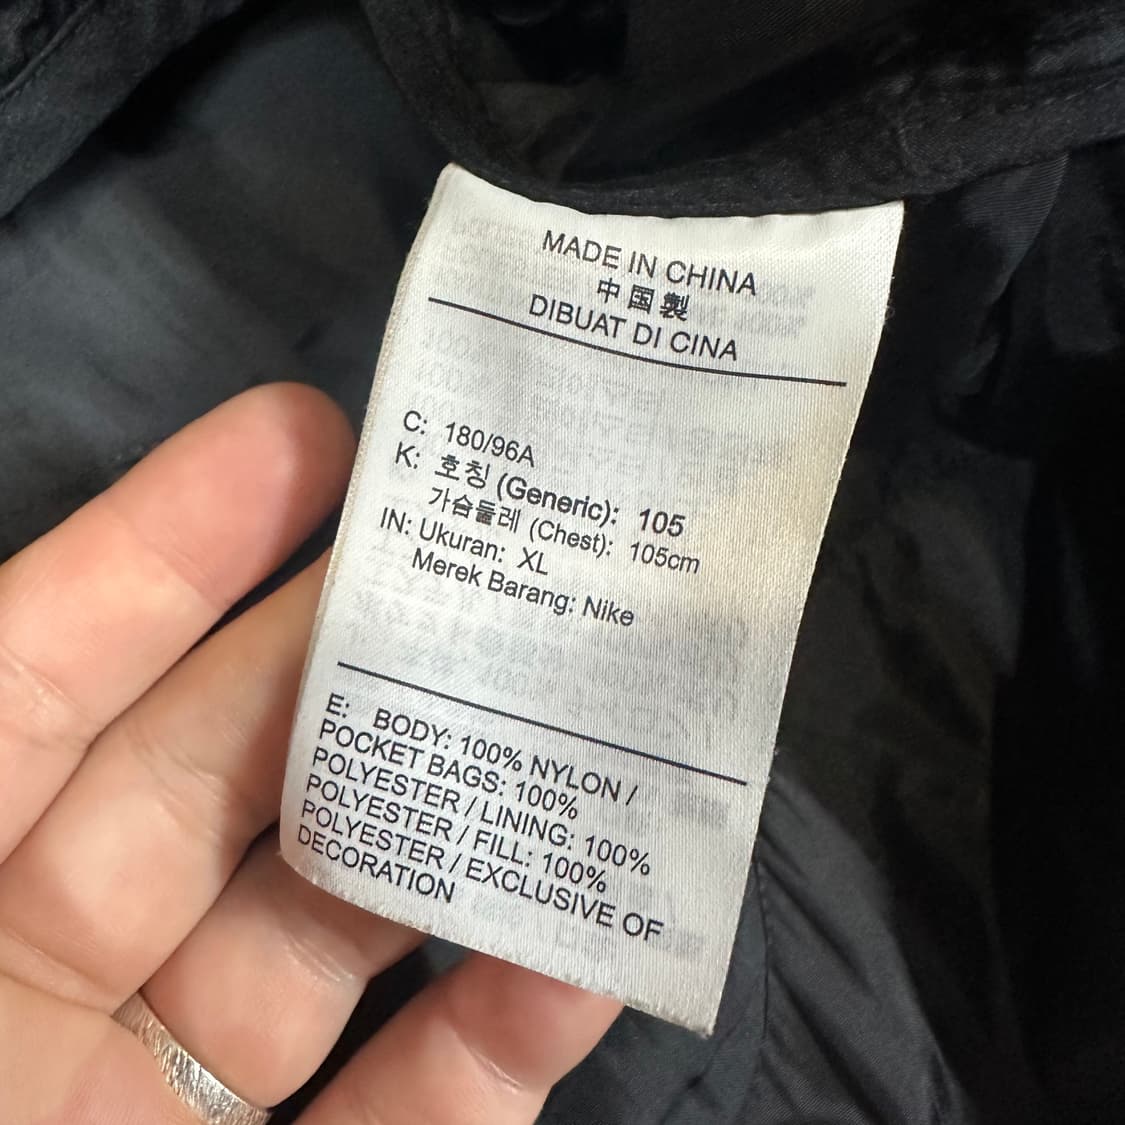 MADE IN CHINA
中国製
DIBUAT DI CINA
C: 180/96A
K: 호칭 (Generic): 105
가슴둘레 (Chest): 105cm
IN: Ukuran: XL
Merek Barang: Nike
E: BODY: 100% NYLON /
POCKET BAGS: 100%
POLYESTER / LINING: 100%
POLYESTER / FILL: 100%
POLYESTER / EXCLUSIVE OF
DECORATION